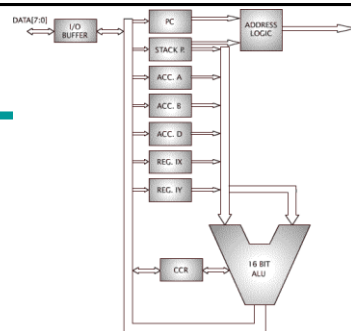 DATA[7:0]
I/O
BUFFER
PC
ADDRESS
LOGIC
STACK P.
ACC. A
ACC. B
ACC. D
REG. IX
REG. IY
CCR
16 BIT
ALU